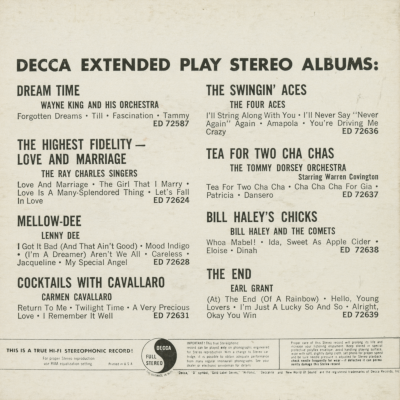 DECCA EXTENDED PLAY STEREO ALBUMS:
DREAM TIME
WAYNE KING AND HIS ORCHESTRA
Forgotten Dreams • Till • Fascination • Tammy
ED 72587
THE HIGHEST FIDELITY —
LOVE AND MARRIAGE
THE RAY CHARLES SINGERS
Love And Marriage • The Girl That I Marry •
Love Is A Many-Splendored Thing • Let's Fall
In Love ED 72624
MELLOW-DEE
LENNY DEE
I Got It Bad (And That Ain't Good) • Mood Indigo
• (I'm A Dreamer) Aren't We All • Careless •
Jacqueline • My Special Angel ED 72628
COCKTAILS WITH CAVALLARO
CARMEN CAVALLARO
Return To Me • Twilight Time • A Very Precious
Love • I Remember It Well ED 72631
THE SWINGIN' ACES
THE FOUR ACES
I'll String Along With You • I'll Never Say "Never
Again" Again • Amapola • You're Driving Me
Crazy ED 72636
TEA FOR TWO CHA CHAS
THE TOMMY DORSEY ORCHESTRA
Starring Warren Covington
Tea For Two Cha Cha • Cha Cha Cha For Gia •
Patricia • Dansero ED 72637
BILL HALEY'S CHICKS
BILL HALEY AND THE COMETS
Whoa Mabel! • Ida, Sweet As Apple Cider •
Eloise • Dinah ED 72638
THE END
EARL GRANT
(At) The End (Of A Rainbow) • Hello, Young
Lovers • I'm Just A Lucky So And So • Alright,
Okay You Win ED 72639
THIS IS A TRUE HI-FI STEREOPHONIC RECORD!
DECCA
FULL STEREO